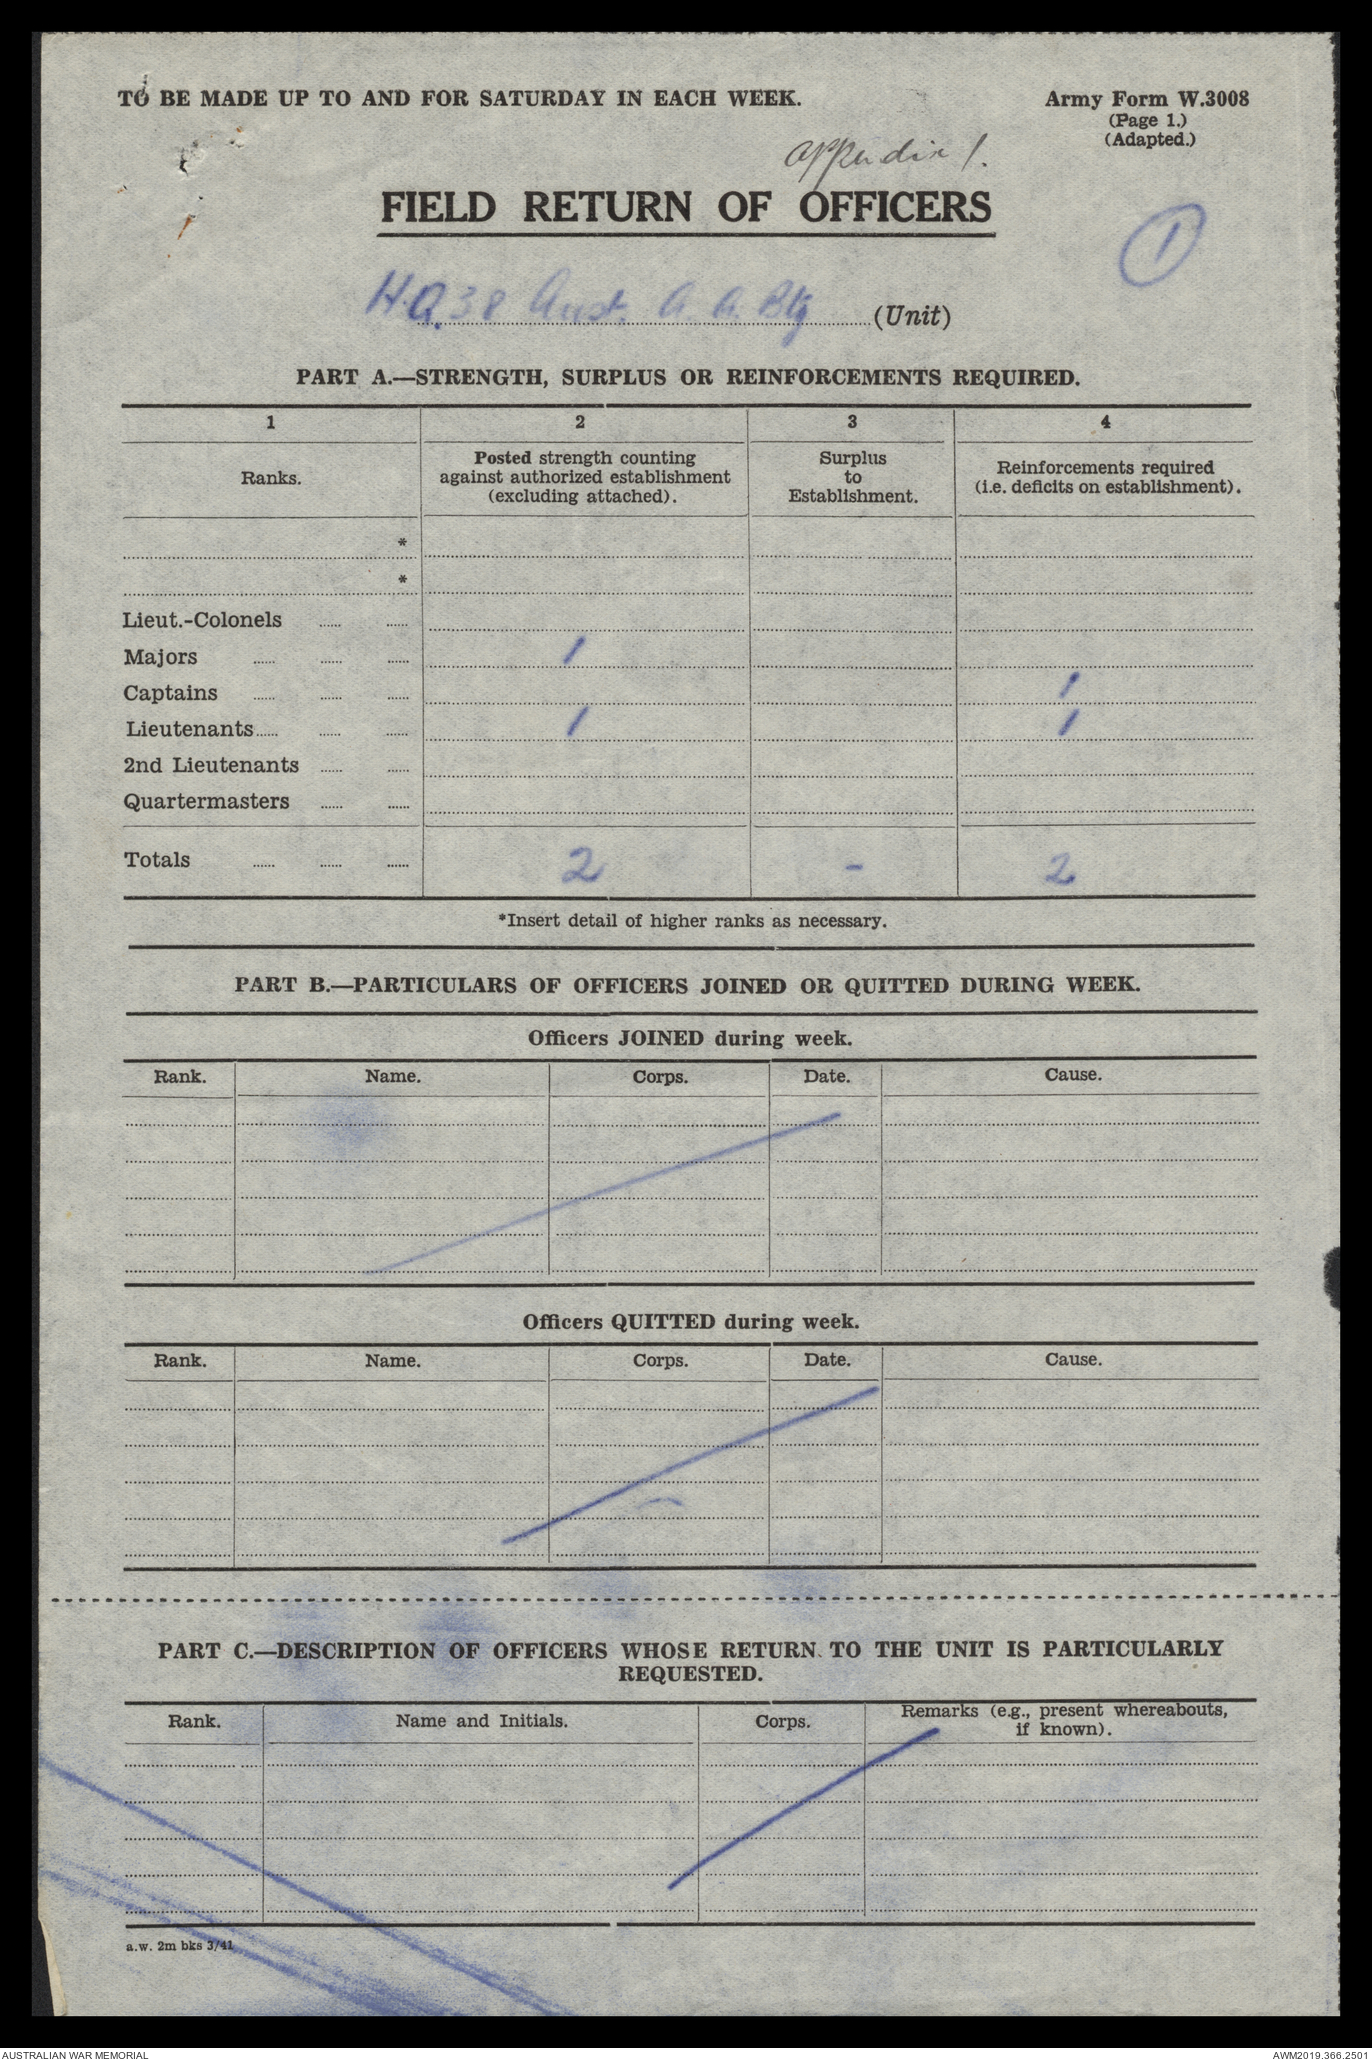 TO BE MADE UP TO AND FOR SATURDAY IN EACH WEEK.
Army Form W.3008
(Page 1.)
(Adapted.)
Appendix 1.
FIELD RETURN OF OFFICERS
1
H.Q. 38 Aust. A. A. Bty (Unit)
PART A.—STRENGTH, SURPLUS OR REINFORCEMENTS REQUIRED.
1 2 3 4
Ranks.
Posted strength counting
against authorized establishment
(excluding attached).
Surplus
to
Establishment.
Reinforcements required
(i.e. deficits on establishment).
*
*
Lieut.-Colonels ...... ......
Majors ...... ...... ...... 1
Captains ...... ...... ...... 1
Lieutenants...... ...... ...... 1 1
2nd Lieutenants ...... ......
Quartermasters ...... ......
Totals ...... ...... ...... 2 - 2
*Insert detail of higher ranks as necessary.
PART B.—PARTICULARS OF OFFICERS JOINED OR QUITTED DURING WEEK.
Officers JOINED during week.
Rank. Name. Corps. Date. Cause.
Officers QUITTED during week.
Rank. Name. Corps. Date. Cause.
PART C.—DESCRIPTION OF OFFICERS WHOSE RETURN TO THE UNIT IS PARTICULARLY
REQUESTED.
Rank. Name and Initials. Corps.
Remarks (e.g., present whereabouts,
if known).
a.w. 2m bks 3/41
AUSTRALIAN WAR MEMORIAL
AWM2019.366.2501